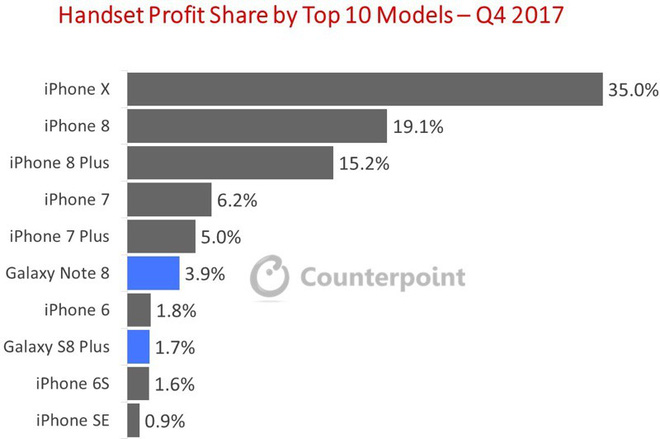 Handset Profit Share by Top 10 Models – Q4 2017
iPhone X 35.0%
iPhone 8 19.1%
iPhone 8 Plus 15.2%
iPhone 7 6.2%
iPhone 7 Plus 5.0%
Galaxy Note 8 3.9%
Counterpoint
iPhone 6 1.8%
Galaxy S8 Plus 1.7%
iPhone 6S 1.6%
iPhone SE 0.9%